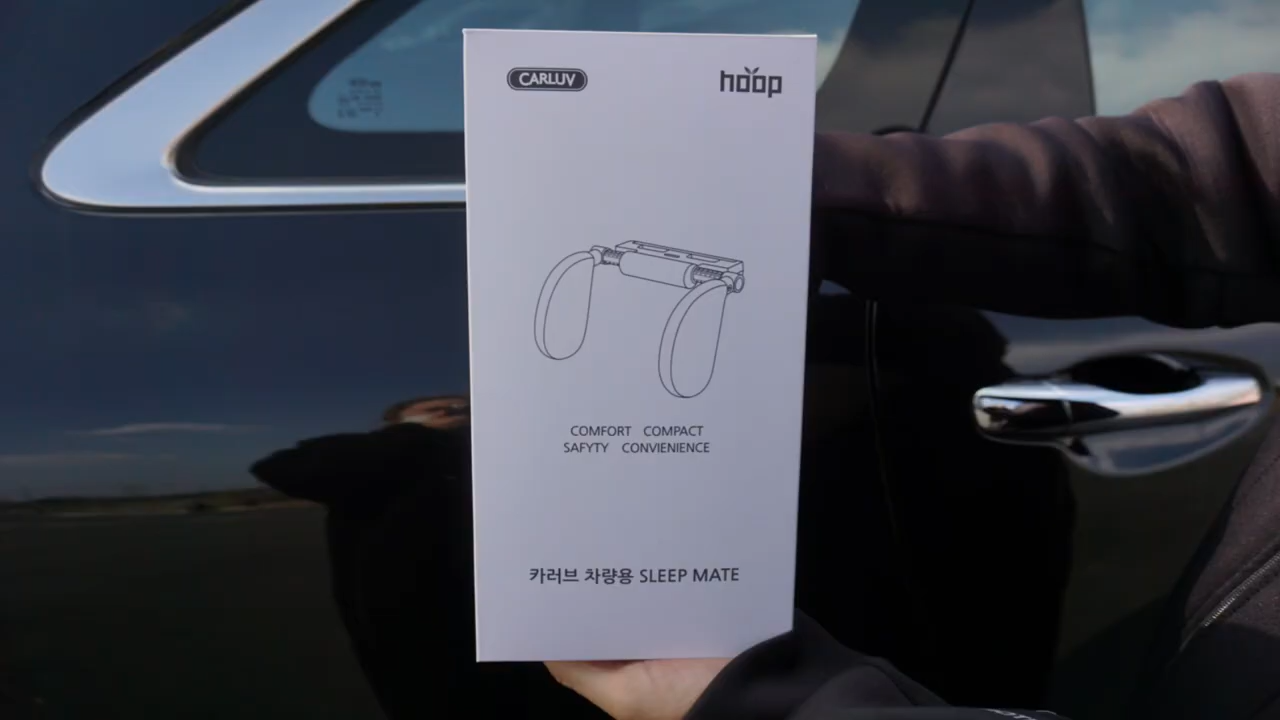 CARLUV
hoop
COMFORT COMPACT
SAFYTY CONVIENIENCE
카러브 차량용 SLEEP MATE